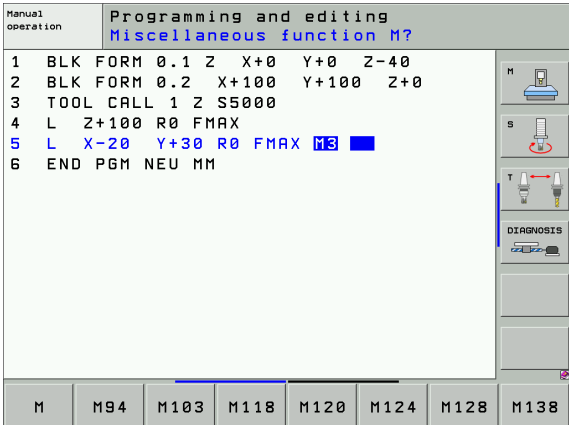 Manual operation
Programming and editing
Miscellaneous function M?
1 BLK FORM 0.1 Z X+0 Y+0 Z-40
2 BLK FORM 0.2 X+100 Y+100 Z+0
3 TOOL CALL 1 Z S5000
4 L Z+100 R0 FMAX
5 L X-20 Y+30 R0 FMAX M3
6 END PGM NEU MM
M
S
T
DIAGNOSIS
M M94 M103 M118 M120 M124 M128 M138